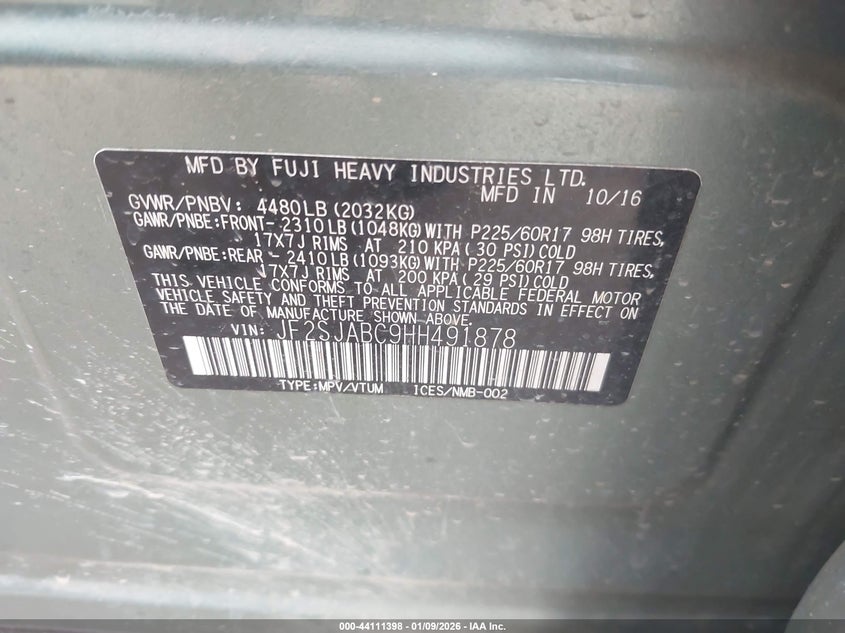 MFD BY FUJI HEAVY INDUSTRIES LTD.
MFD IN 10/16
GVWR/PNBV: 4480LB(2032KG)
GAWR/PNBE:FRONT- 2310LB(1048KG)WITH P225/60R17 98H TIRES,
17X7J RIMS AT 210 KPA(30 PSI)COLD
GAWR/PNBE:REAR - 2410LB(1093KG)WITH P225/60R17 98H TIRES,
17X7J RIMS AT 200 KPA(29 PSI)COLD
THIS VEHICLE CONFORMS TO ALL APPLICABLE FEDERAL MOTOR
VEHICLE SAFETY AND THEFT PREVENTION STANDARDS IN EFFECT ON
THE DATE OF MANUFACTURE SHOWN ABOVE.
VIN: JF2SJABC9HH491878
TYPE:MPV/VTUM ICES/NMB-002
000-44111398 - 01/09/2026 - IAA Inc.